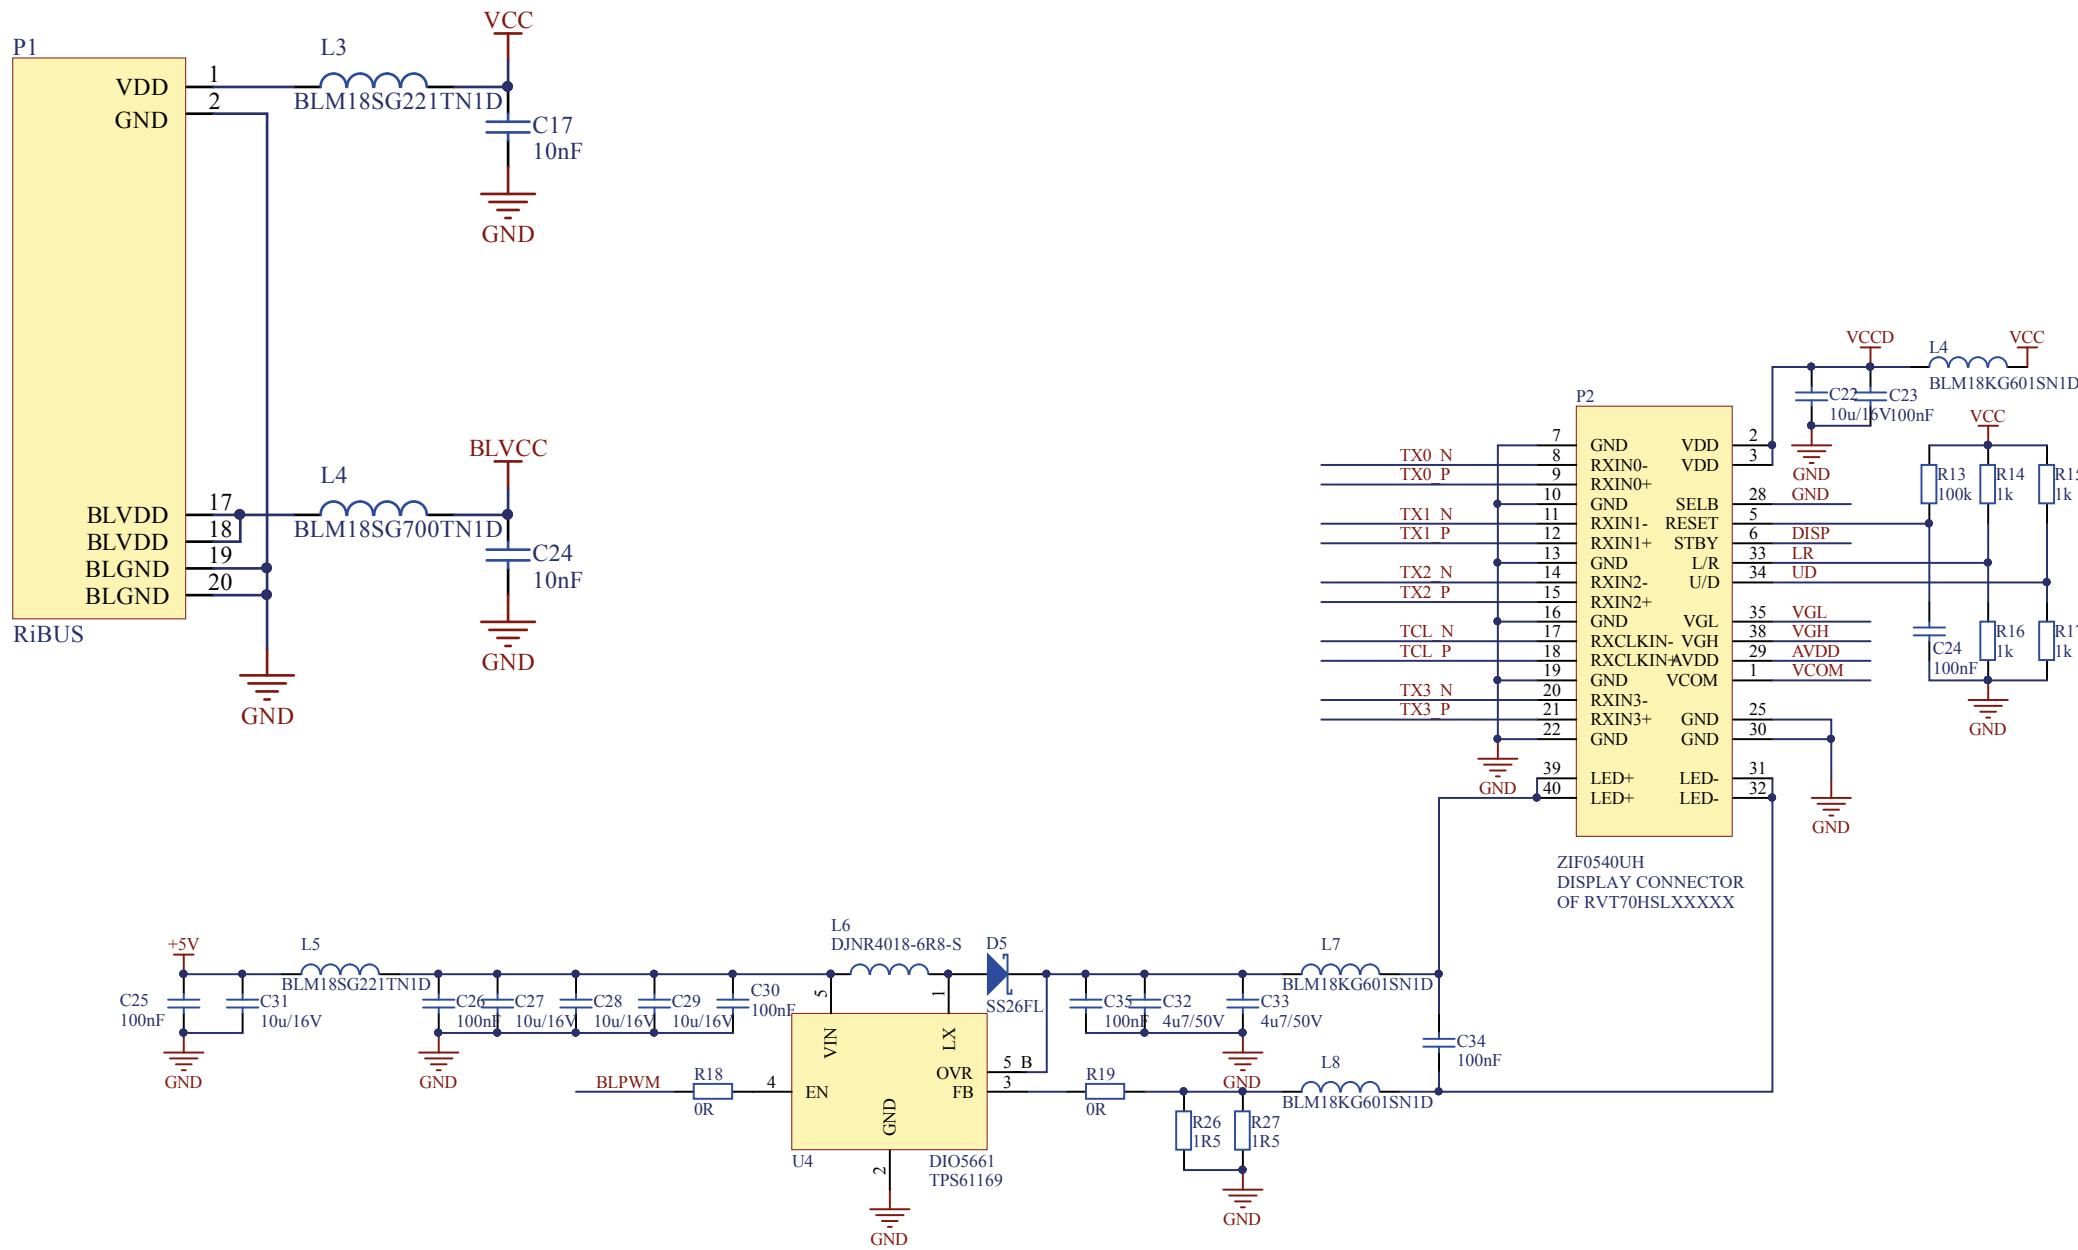 P1
VDD 1
GND 2
BLVDD 17
BLVDD 18
BLGND 19
BLGND 20
RiBUS
GND
L3
BLM18SG221TN1D
VCC
C17
10nF
GND
L4
BLM18SG700TN1D
BLVCC
C24
10nF
GND
VCCD
L4
VCC
BLM18KG601SN1D
C22
10u/16V
C23
100nF
GND
VCC
R13
100k
R14
1k
R15
1k
C24
100nF
R16
1k
R17
1k
GND
P2
7 GND VDD 2
TX0_N 8 RXIN0- VDD 3
TX0_P 9 RXIN0+
10 GND SELB 28 GND
TX1_N 11 RXIN1- RESET 5
TX1_P 12 RXIN1+ STBY 6 DISP
13 GND L/R 33 LR
TX2_N 14 RXIN2- U/D 34 UD
TX2_P 15 RXIN2+
16 GND VGL 35 VGL
TCL_N 17 RXCLKIN- VGH 38 VGH
TCL_P 18 RXCLKIN+ AVDD 29 AVDD
19 GND VCOM 1 VCOM
TX3_N 20 RXIN3-
TX3_P 21 RXIN3+ GND 25
22 GND GND 30
GND
39 LED+ LED- 31
40 LED+ LED- 32
GND
ZIF0540UH
DISPLAY CONNECTOR
OF RVT70HSLXXXXX
+5V
C25
100nF
C31
10u/16V
GND
L5
BLM18SG221TN1D
C26
100nF
C27
10u/16V
C28
10u/16V
C29
10u/16V
C30
100nF
GND
L6
DJNR4018-6R8-S
D5
SS26FL
C35
100nF
C32
4u7/50V
C33
4u7/50V
GND
L7
BLM18KG601SN1D
C34
100nF
L8
BLM18KG601SN1D
BLPWM
R18
0R
4 EN
5 VIN
1 LX
OVR 5_B
FB 3
GND 2
U4
DIO5661
TPS61169
GND
R19
0R
R26
1R5
R27
1R5
GND